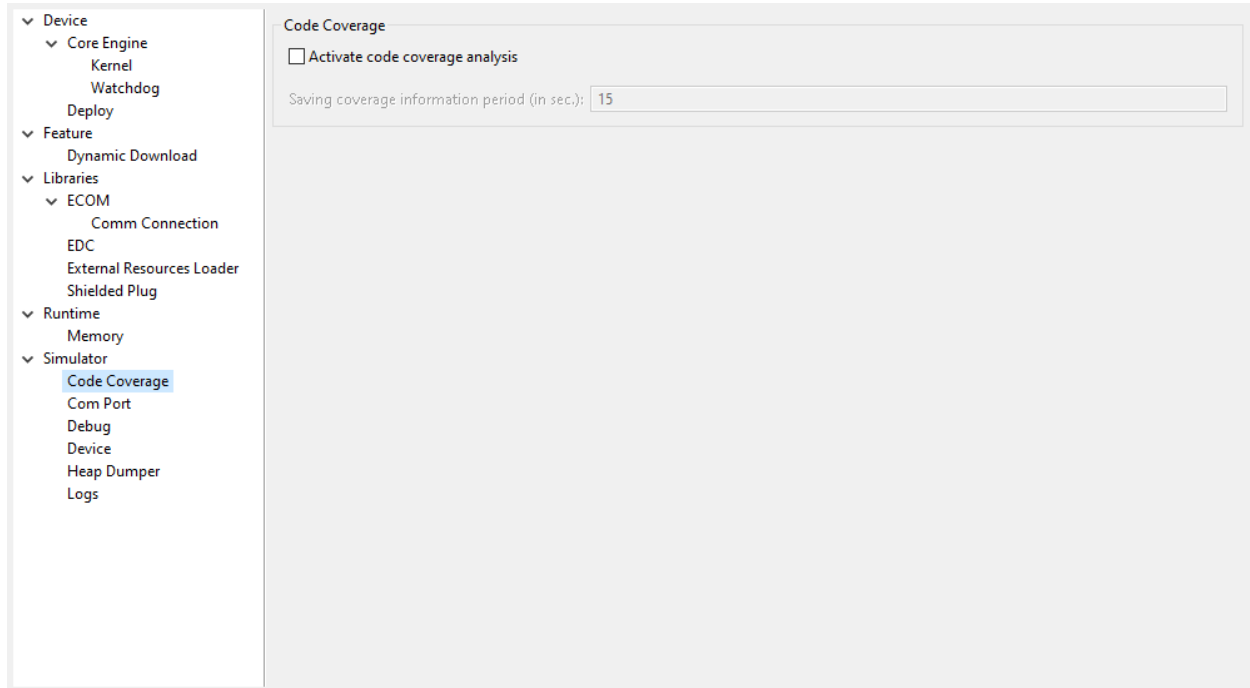 Device
Core Engine
Kernel
Watchdog
Deploy
Feature
Dynamic Download
Libraries
ECOM
Comm Connection
EDC
External Resources Loader
Shielded Plug
Runtime
Memory
Simulator
Code Coverage
Com Port
Debug
Device
Heap Dumper
Logs
Code Coverage
Activate code coverage analysis
Saving coverage information period (in sec.): 15